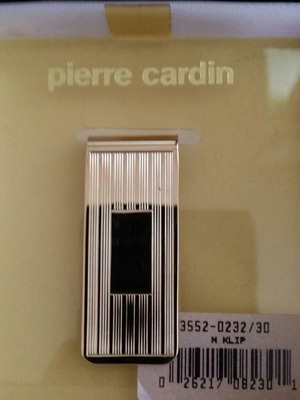 pierre cardin
3552-0232/30
M KLIP
0 26217 08230 1